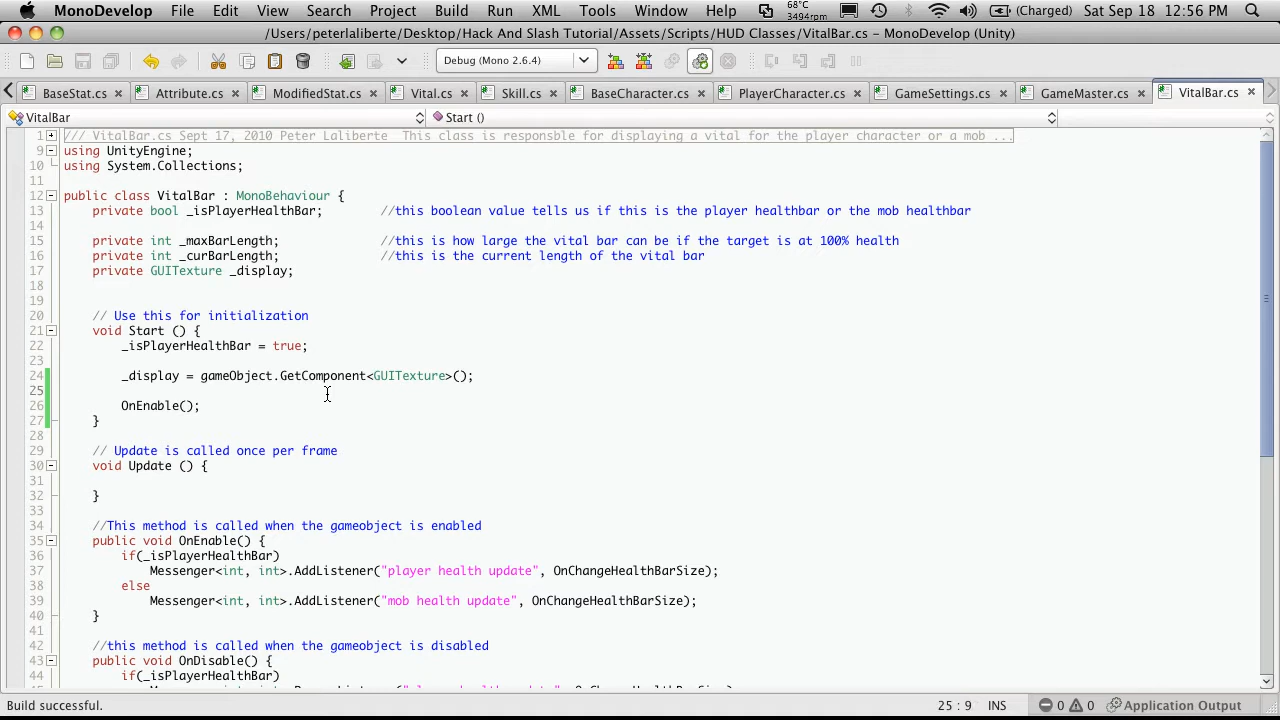 MonoDevelop File Edit View Search Project Build Run XML Tools Window Help 68°C 3494rpm (Charged) Sat Sep 18 12:56 PM
/Users/peterlaliberte/Desktop/Hack And Slash Tutorial/Assets/Scripts/HUD Classes/VitalBar.cs - MonoDevelop (Unity)
Debug (Mono 2.6.4)
BaseStat.cs Attribute.cs ModifiedStat.cs Vital.cs Skill.cs BaseCharacter.cs PlayerCharacter.cs GameSettings.cs GameMaster.cs VitalBar.cs
VitalBar Start ()
1 /// VitalBar.cs Sept 17, 2010 Peter Laliberte  This class is responsble for displaying a vital for the player character or a mob ...
9 using UnityEngine;
10 using System.Collections;
11
12 public class VitalBar : MonoBehaviour {
13 private bool _isPlayerHealthBar; //this boolean value tells us if this is the player healthbar or the mob healthbar
14
15 private int _maxBarLength; //this is how large the vital bar can be if the target is at 100% health
16 private int _curBarLength; //this is the current length of the vital bar
17 private GUITexture _display;
18
19
20 // Use this for initialization
21 void Start () {
22 _isPlayerHealthBar = true;
23
24 _display = gameObject.GetComponent<GUITexture>();
25
26 OnEnable();
27 }
28
29 // Update is called once per frame
30 void Update () {
31
32 }
33
34 //This method is called when the gameobject is enabled
35 public void OnEnable() {
36 if(_isPlayerHealthBar)
37 Messenger<int, int>.AddListener("player health update", OnChangeHealthBarSize);
38 else
39 Messenger<int, int>.AddListener("mob health update", OnChangeHealthBarSize);
40 }
41
42 //this method is called when the gameobject is disabled
43 public void OnDisable() {
44 if(_isPlayerHealthBar)
Build successful. 25 : 9 INS 0 0 Application Output